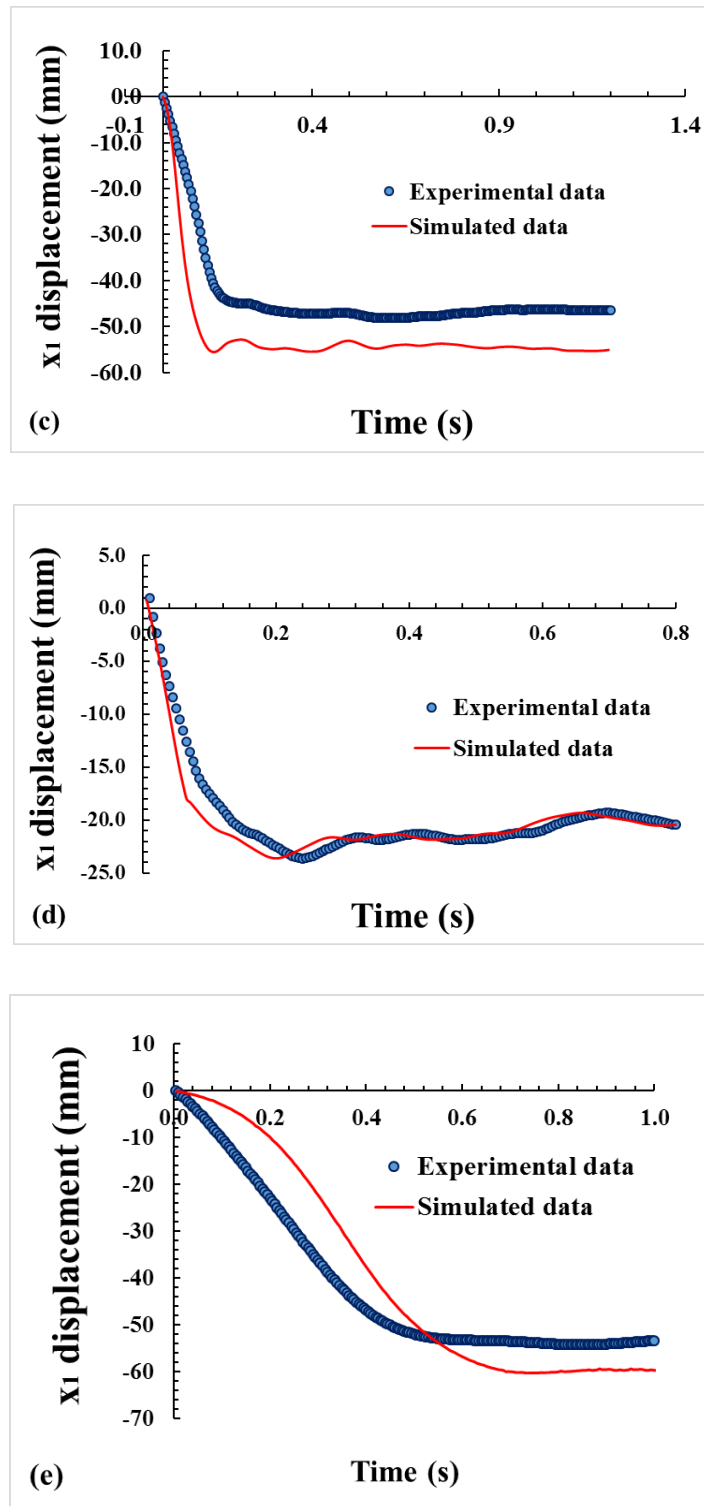 10.0
0.0
-0.1 0.4 0.9 1.4
-10.0
-20.0
-30.0
-40.0
-50.0
-60.0
x1 displacement (mm)
Experimental data
Simulated data
(c)
Time (s)
5.0
0.0
0.0 0.2 0.4 0.6 0.8
-5.0
-10.0
-15.0
-20.0
-25.0
x1 displacement (mm)
Experimental data
Simulated data
(d)
Time (s)
10
0
0.0 0.2 0.4 0.6 0.8 1.0
-10
-20
-30
-40
-50
-60
-70
x1 displacement (mm)
Experimental data
Simulated data
(e)
Time (s)